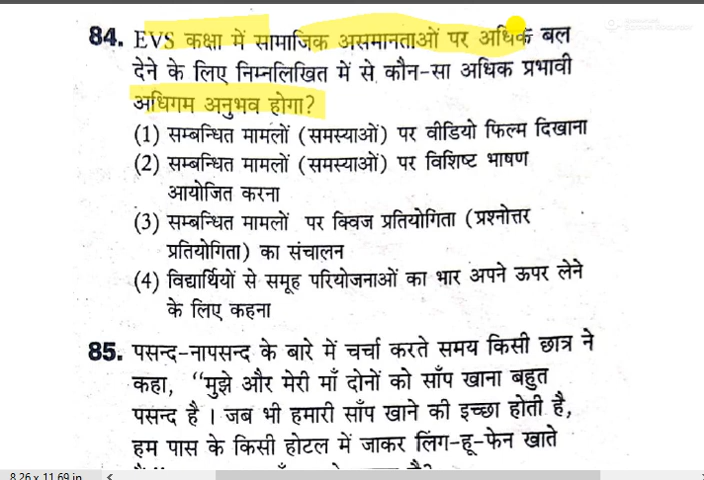 84. EVS कक्षा में सामाजिक असमानताओं पर अधिक बल
देने के लिए निम्नलिखित में से कौन-सा अधिक प्रभावी
अधिगम अनुभव होगा?
(1) सम्बन्धित मामलों (समस्याओं) पर वीडियो फिल्म दिखाना
(2) सम्बन्धित मामलों (समस्याओं) पर विशिष्ट भाषण
आयोजित करना
(3) सम्बन्धित मामलों पर क्विज प्रतियोगिता (प्रश्नोत्तर
प्रतियोगिता) का संचालन
(4) विद्यार्थियों से समूह परियोजनाओं का भार अपने ऊपर लेने
के लिए कहना
85. पसन्द-नापसन्द के बारे में चर्चा करते समय किसी छात्र ने
कहा, “मुझे और मेरी माँ दोनों को साँप खाना बहुत
पसन्द है। जब भी हमारी साँप खाने की इच्छा होती है,
हम पास के किसी होटल में जाकर लिंग-हू-फेन खाते
8.26 x 11.69 in